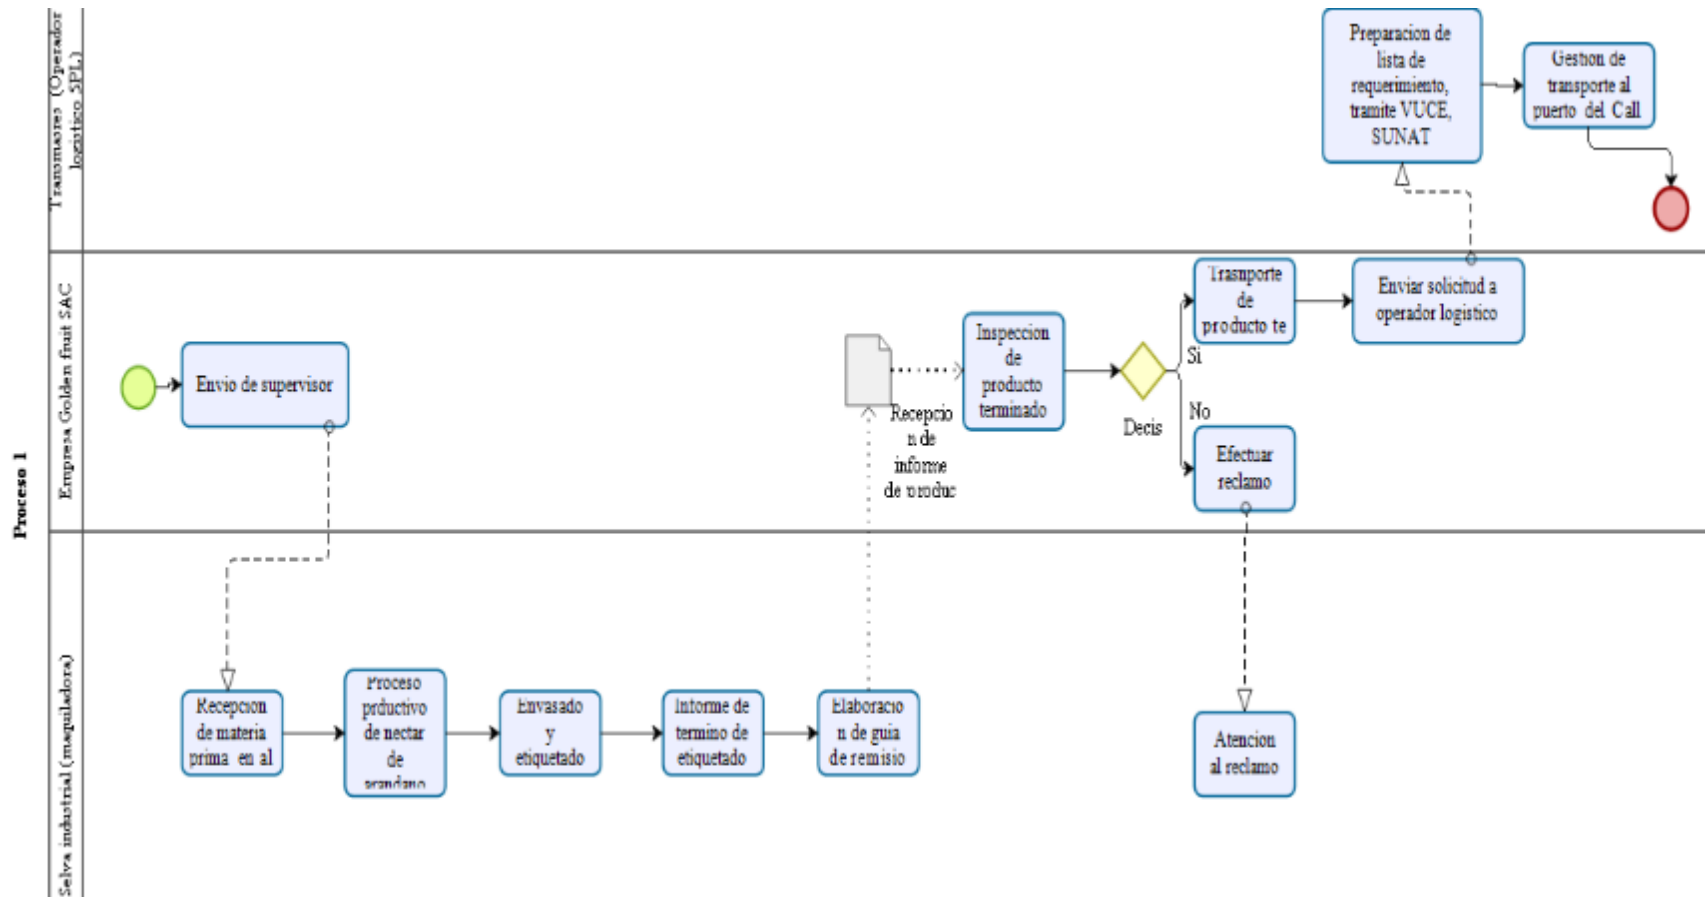 Proceso 1
Transmares (Operador
logistico SPL)
Preparacion de
lista de
requerimiento,
tramite VUCE,
SUNAT
Gestion de
transporte al
puerto del Call
Empresa Golden fruit SAC
Envio de supervisor
Recepcio
n de
informe
de produc
Inspeccion
de
producto
terminado
Decis
Si
No
Trasnporte
de
producto te
Enviar solicitud a
operador logistico
Efectuar
reclamo
Selva industrial (maquiladora)
Recepcion
de materia
prima en al
Proceso
prductivo
de nectar
de
arandano
Envasado
y
etiquetado
Informe de
termino de
etiquetado
Elaboracio
n de guia
de remisio
Atencion
al reclamo